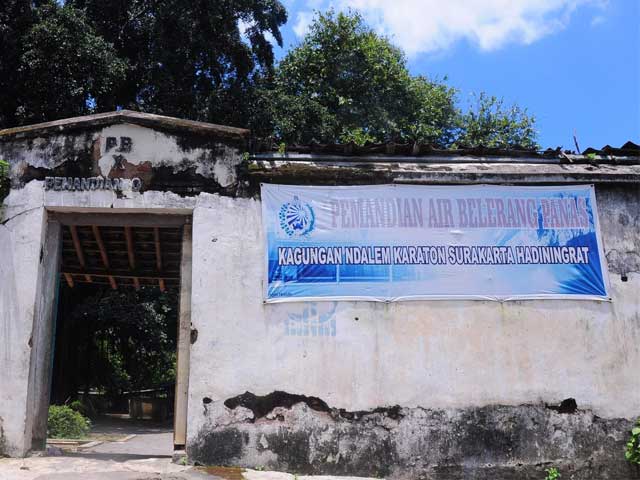 PB
X
PEMANDIAN
PEMANDIAN AIR BELERANG PANAS
KAGUNGAN NDALEM KARATON SURAKARTA HADININGRAT